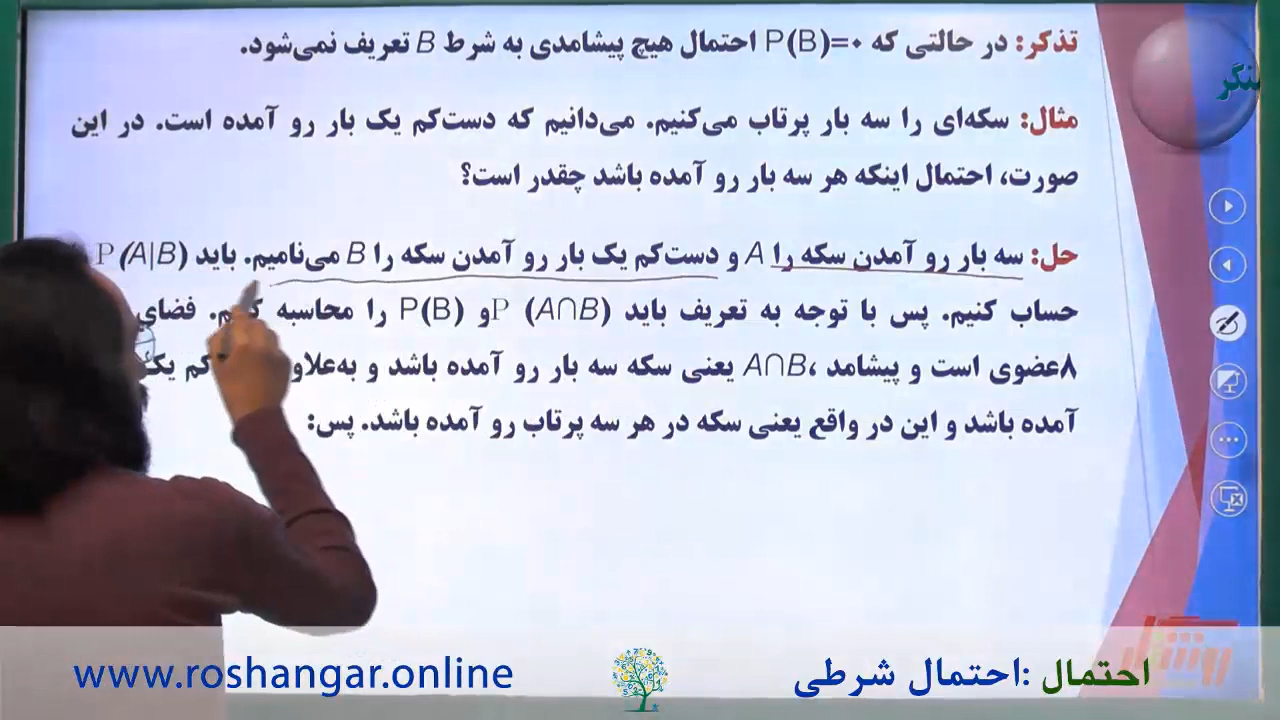 تذکر: در حالتی که P(B)=۰ احتمال هیچ پیشامدی به شرط B تعریف نمی‌شود.
مثال: سکه‌ای را سه بار پرتاب می‌کنیم. می‌دانیم که دست‌کم یک بار رو آمده است. در این
صورت، احتمال اینکه هر سه بار رو آمده باشد چقدر است؟
حل: سه بار رو آمدن سکه را A و دست‌کم یک بار رو آمدن سکه را B می‌نامیم. باید P(A|B)
حساب کنیم. پس با توجه به تعریف باید P (A∩B) و P(B) را محاسبه کنیم. فضای
۸عضوی است و پیشامد A∩B، یعنی سکه سه بار رو آمده باشد و کم یک
آمده باشد و این در واقع یعنی سکه در هر سه پرتاب رو آمده باشد. پس:
احتمال :احتمال شرطی
www.roshangar.online